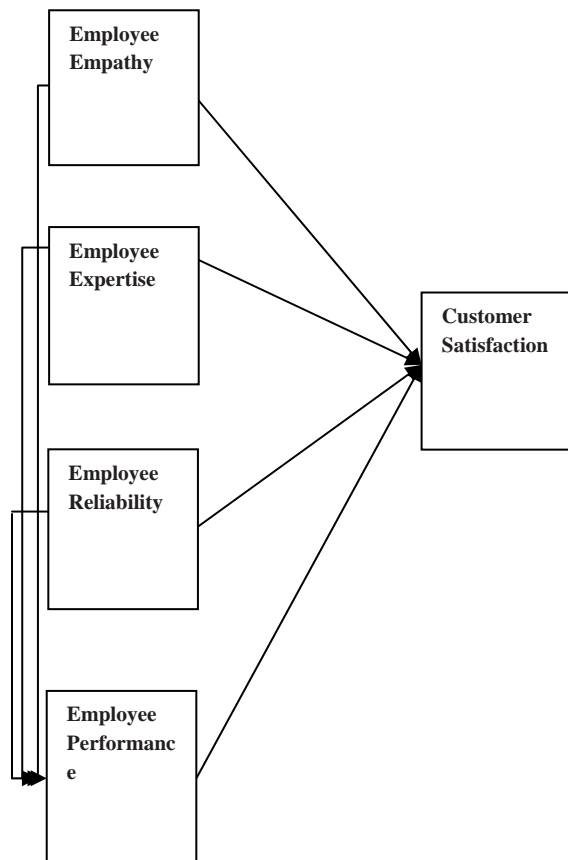 Employee
Empathy
Employee
Expertise
Customer
Satisfaction
Employee
Reliability
Employee
Performanc
e